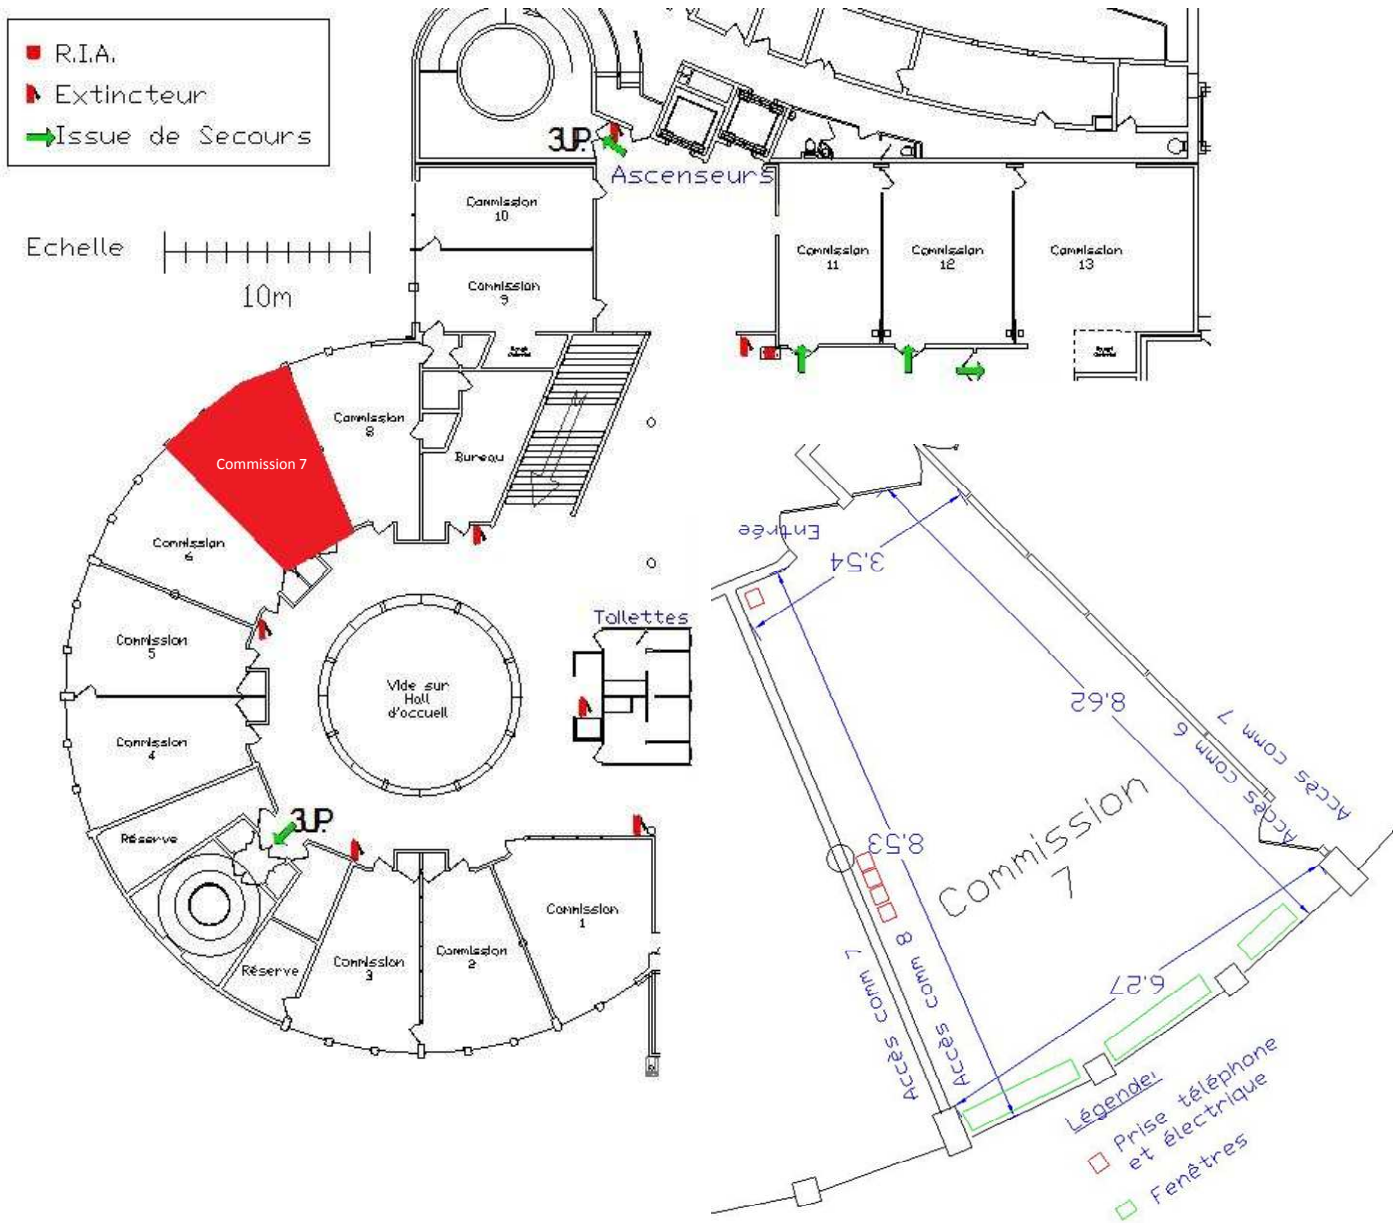 R.I.A.
Extincteur
Issue de Secours
Echelle
10m
3UP.
Ascenseurs
Commission
10
Commission
9
Commission
11
Commission
12
Commission
13
Commission
8
Bureau
Commission 7
Commission
6
Commission
5
Commission
4
Réserve
3UP.
Réserve
Commission
3
Commission
2
Commission
1
Vide sur
Hall
d'accueil
Toilettes
Entrée
3.54
8.62
8.53
6.27
Commission
7
Accès comm 6
Accès comm 7
Accès comm 7
Accès comm 8
Légende:
Prise téléphone
et électrique
Fenêtres